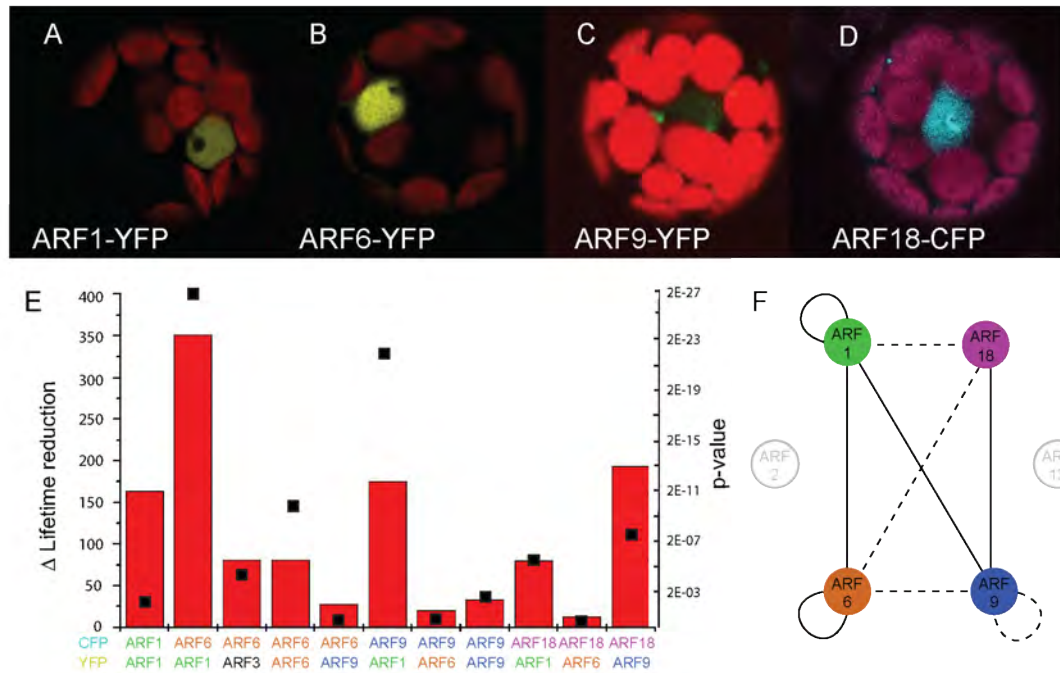 A
B
C
D
ARF1-YFP
ARF6-YFP
ARF9-YFP
ARF18-CFP
E
Δ Lifetime reduction
400
350
300
250
200
150
100
50
0
2E-27
2E-23
2E-19
2E-15
2E-11
2E-07
2E-03
p-value
CFP ARF1 ARF6 ARF6 ARF6 ARF6 ARF9 ARF9 ARF9 ARF18 ARF18 ARF18
YFP ARF1 ARF1 ARF3 ARF6 ARF9 ARF1 ARF6 ARF9 ARF1 ARF6 ARF9
F
ARF
1
ARF
18
ARF
2
ARF
6
ARF
9